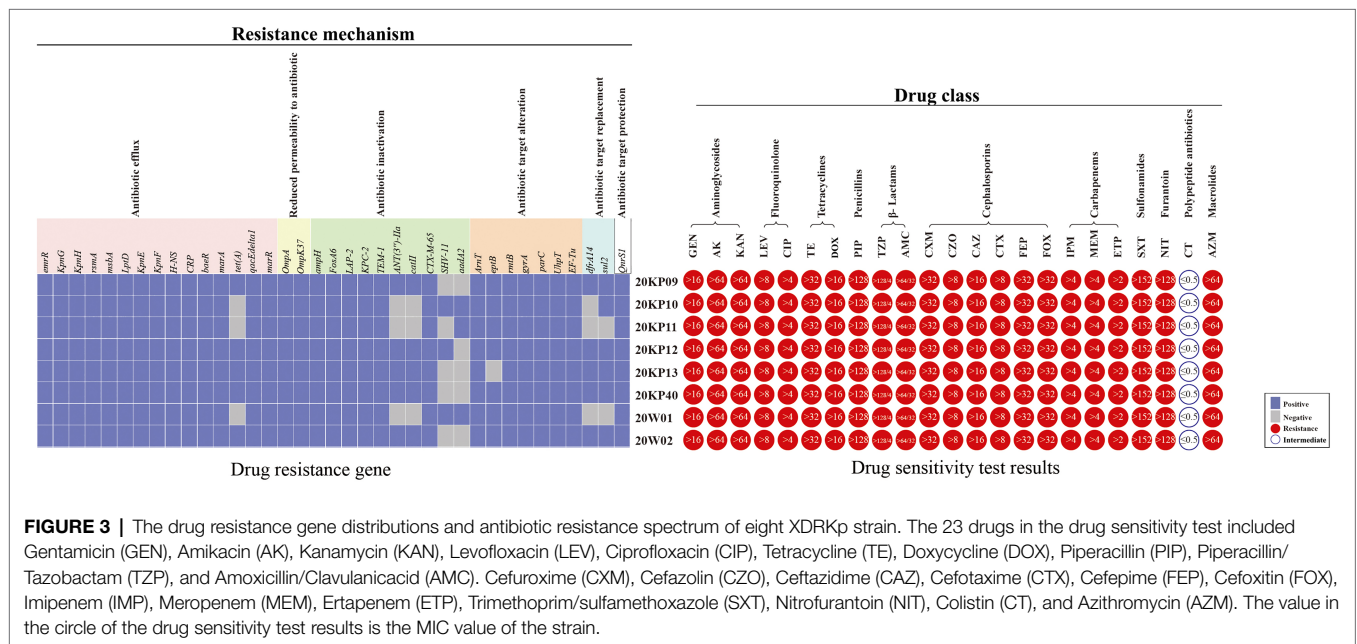 Resistance mechanism
Antibiotic efflux
Reduced permeability to antibiotic
Antibiotic inactivation
Antibiotic target alteration
Antibiotic target replacement
Antibiotic target protection
emrR KpnG KpnH rsmA msbA LptD KpnE KpnF H-NS CRP baeR marA tet(A) qacEdelta1 marR OmpA OmpK37 ampH FoxA6 LAP-2 KPC-2 TEM-1 ANT(3")-IIa catII CTX-M-65 SHV-11 aadA2 ArnT eptB rmtB gyrA parC UhpT EF-Tu dfrA14 sul2 QnrS1
Drug class
Aminoglycosides
Fluoroquinolone
Tetracyclines
Penicillins
β- Lactams
Cephalosporins
Carbapenems
Sulfonamides
Furantoin
Polypeptide antibiotics
Macrolides
GEN AK KAN LEV CIP TE DOX PIP TZP AMC CXM CZO CAZ CTX FEP FOX IPM MEM ETP SXT NIT CT AZM
20KP09 >16 >64 >64 >8 >4 >32 >16 >128 >128/4 >64/32 >32 >8 >16 >8 >32 >32 >4 >4 >2 >152 >128 ≤0.5 >64
20KP10 >16 >64 >64 >8 >4 >32 >16 >128 >128/4 >64/32 >32 >8 >16 >8 >32 >32 >4 >4 >2 >152 >128 ≤0.5 >64
20KP11 >16 >64 >64 >8 >4 >32 >16 >128 >128/4 >64/32 >32 >8 >16 >8 >32 >32 >4 >4 >2 >152 >128 ≤0.5 >64
20KP12 >16 >64 >64 >8 >4 >32 >16 >128 >128/4 >64/32 >32 >8 >16 >8 >32 >32 >4 >4 >2 >152 >128 ≤0.5 >64
20KP13 >16 >64 >64 >8 >4 >32 >16 >128 >128/4 >64/32 >32 >8 >16 >8 >32 >32 >4 >4 >2 >152 >128 ≤0.5 >64
20KP40 >16 >64 >64 >8 >4 >32 >16 >128 >128/4 >64/32 >32 >8 >16 >8 >32 >32 >4 >4 >2 >152 >128 ≤0.5 >64
20W01 >16 >64 >64 >8 >4 >32 >16 >128 >128/4 >64/32 >32 >8 >16 >8 >32 >32 >4 >4 >2 >152 >128 ≤0.5 >64
20W02 >16 >64 >64 >8 >4 >32 >16 >128 >128/4 >64/32 >32 >8 >16 >8 >32 >32 >4 >4 >2 >152 >128 ≤0.5 >64
Positive
Negative
Resistance
Intermediate
Drug resistance gene
Drug sensitivity test results
FIGURE 3 | The drug resistance gene distributions and antibiotic resistance spectrum of eight XDRKp strain. The 23 drugs in the drug sensitivity test included
Gentamicin (GEN), Amikacin (AK), Kanamycin (KAN), Levofloxacin (LEV), Ciprofloxacin (CIP), Tetracycline (TE), Doxycycline (DOX), Piperacillin (PIP), Piperacillin/
Tazobactam (TZP), and Amoxicillin/Clavulanicacid (AMC). Cefuroxime (CXM), Cefazolin (CZO), Ceftazidime (CAZ), Cefotaxime (CTX), Cefepime (FEP), Cefoxitin (FOX),
Imipenem (IMP), Meropenem (MEM), Ertapenem (ETP), Trimethoprim/sulfamethoxazole (SXT), Nitrofurantoin (NIT), Colistin (CT), and Azithromycin (AZM). The value in
the circle of the drug sensitivity test results is the MIC value of the strain.